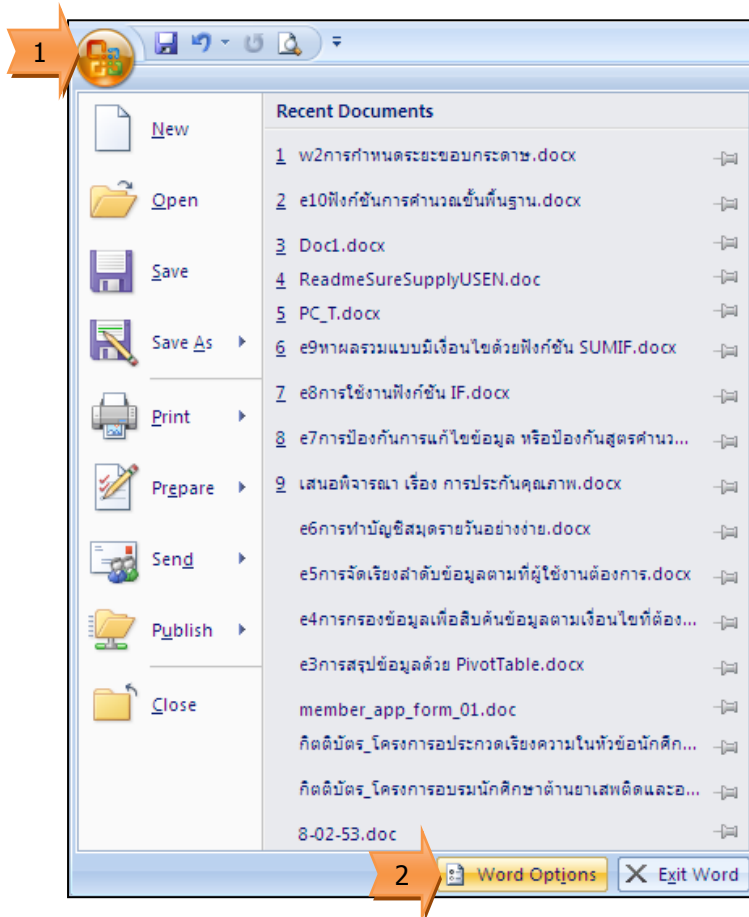 1
New
Open
Save
Save As
Print
Prepare
Send
Publish
Close
Recent Documents
1 w2การกำหนดระยะขอบกระดาษ.docx
2 e10ฟังก์ชันการคำนวณขั้นพื้นฐาน.docx
3 Doc1.docx
4 ReadmeSureSupplyUSEN.doc
5 PC_T.docx
6 e9หาผลรวมแบบมีเงื่อนไขด้วยฟังก์ชัน SUMIF.docx
7 e8การใช้งานฟังก์ชัน IF.docx
8 e7การป้องกันการแก้ไขข้อมูล หรือป้องกันสูตรคำนว...
9 เสนอพิจารณา เรื่อง การประกันคุณภาพ.docx
e6การทำบัญชีสมุดรายวันอย่างง่าย.docx
e5การจัดเรียงลำดับข้อมูลตามที่ผู้ใช้งานต้องการ.docx
e4การกรองข้อมูลเพื่อสืบค้นข้อมูลตามเงื่อนไขที่ต้อง...
e3การสรุปข้อมูลด้วย PivotTable.docx
member_app_form_01.doc
กิตติบัตร_โครงการอประกวดเรียงความในหัวข้อนักศึก...
กิตติบัตร_โครงการอบรมนักศึกษาต้านยาเสพติดและอ...
8-02-53.doc
2
Word Options
Exit Word